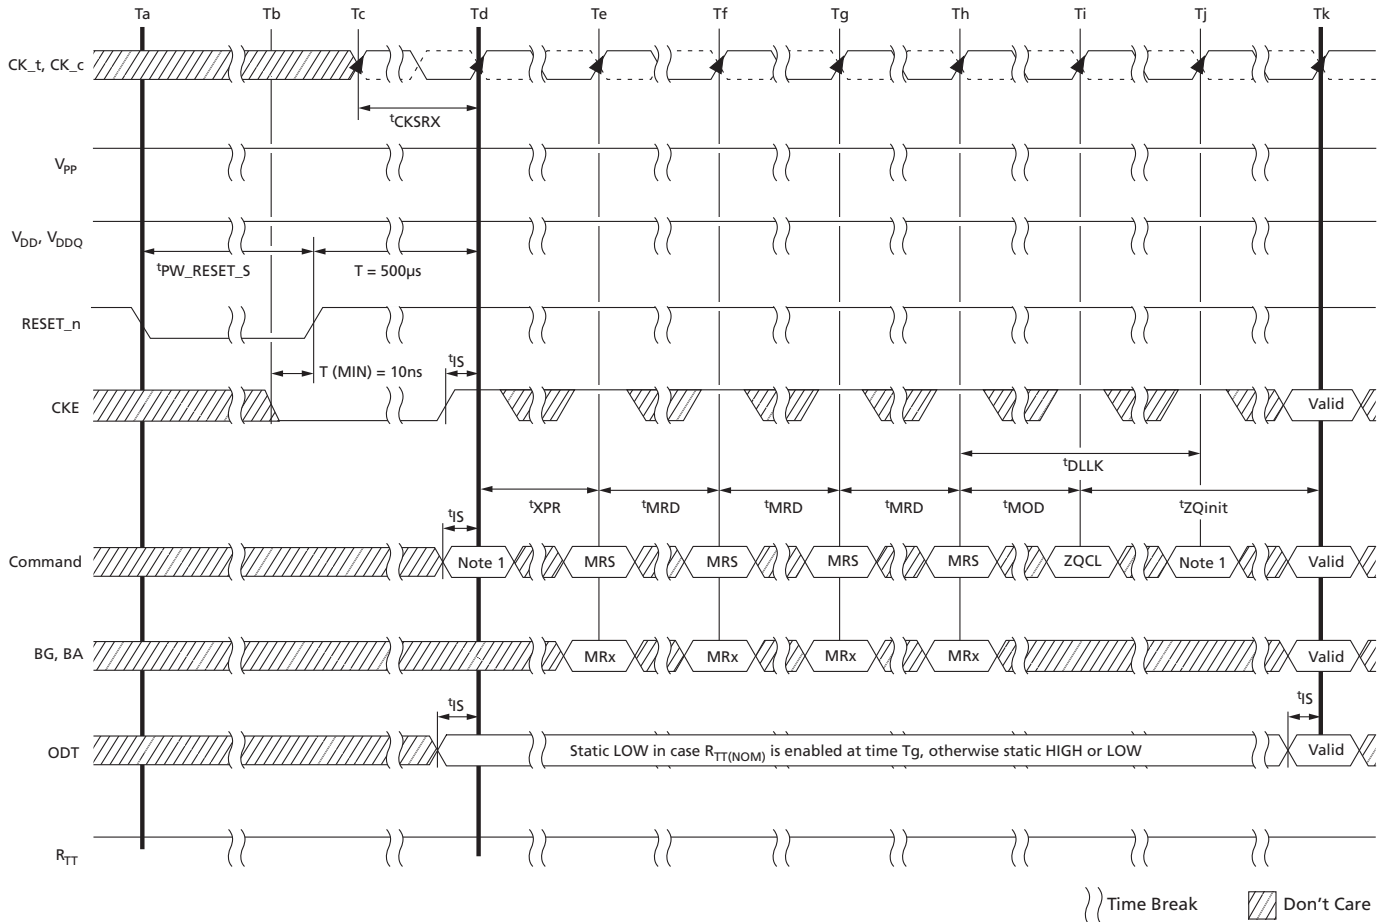 Ta Tb Tc Td Te Tf Tg Th Ti Tj Tk
CK_t, CK_c
tCKSRX
VPP
VDD, VDDQ
tPW_RESET_S T = 500µs
RESET_n
tIS
T (MIN) = 10ns
CKE Valid
tDLLK
tXPR tMRD tMRD tMRD tMOD tZQinit
tIS
Command Note 1 MRS MRS MRS MRS ZQCL Note 1 Valid
BG, BA MRx MRx MRx MRx Valid
tIS tIS
ODT Static LOW in case RTT(NOM) is enabled at time Tg, otherwise static HIGH or LOW Valid
RTT
Time Break Don't Care